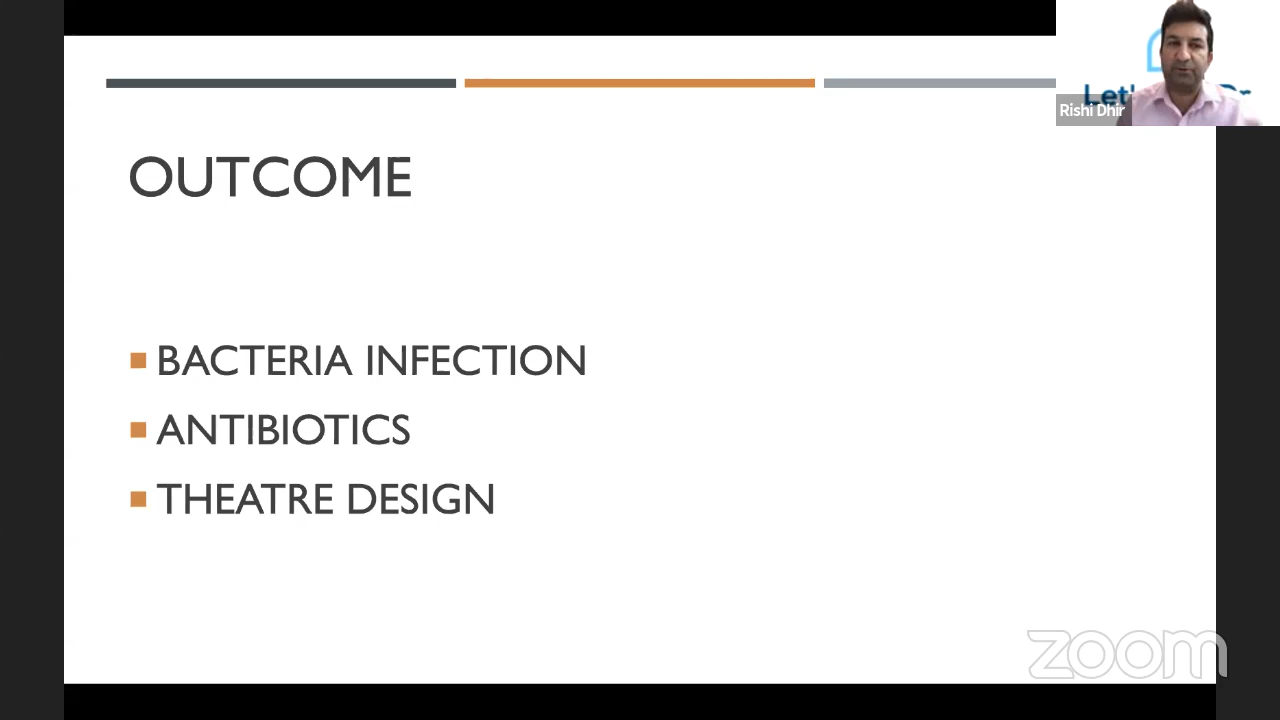 OUTCOME
BACTERIA INFECTION
ANTIBIOTICS
THEATRE DESIGN
Rishi Dhir
zoom